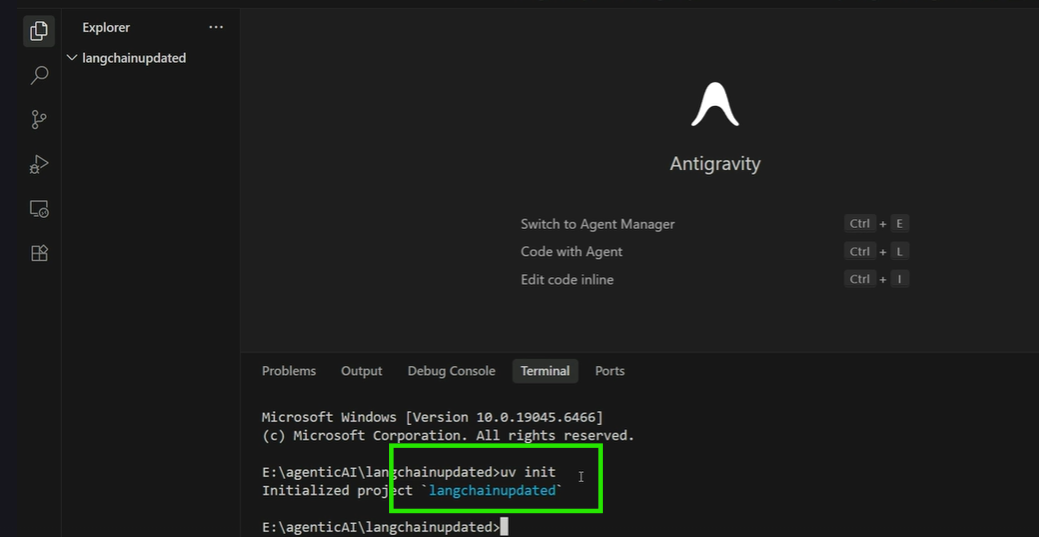 Explorer ...
langchainupdated
Antigravity
Switch to Agent Manager Ctrl + E
Code with Agent Ctrl + L
Edit code inline Ctrl + I
Problems Output Debug Console Terminal Ports
Microsoft Windows [Version 10.0.19045.6466]
(c) Microsoft Corporation. All rights reserved.
E:\agenticAI\langchainupdated>uv init
Initialized project `langchainupdated`
E:\agenticAI\langchainupdated>